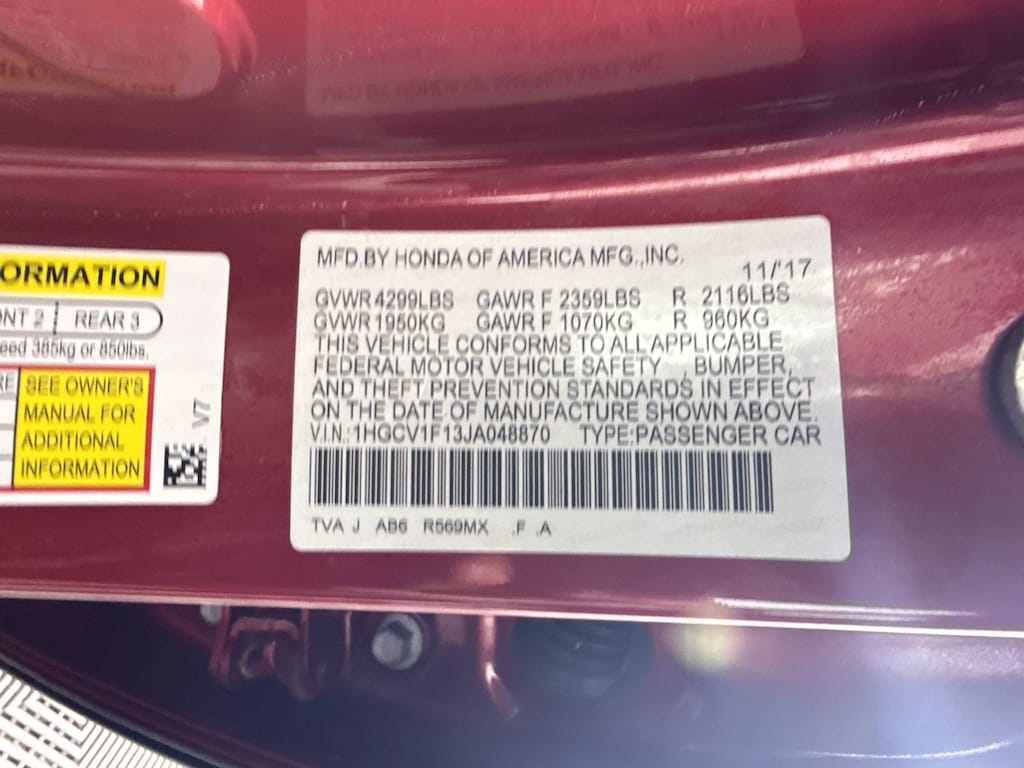 ORMATION
NT 2 REAR 3
eed 385kg or 850lbs.
RE
SEE OWNER'S
MANUAL FOR
ADDITIONAL
INFORMATION
V7
MFD.BY HONDA OF AMERICA MFG.,INC.
11/'17
GVWR 4299LBS GAWR F 2359LBS R 2116LBS
GVWR 1950KG GAWR F 1070KG R 960KG
THIS VEHICLE CONFORMS TO ALL APPLICABLE
FEDERAL MOTOR VEHICLE SAFETY , BUMPER,
AND THEFT PREVENTION STANDARDS IN EFFECT
ON THE DATE OF MANUFACTURE SHOWN ABOVE.
V.I.N.:1HGCV1F13JA048870 TYPE:PASSENGER CAR
TVA J AB6 R569MX .F .A